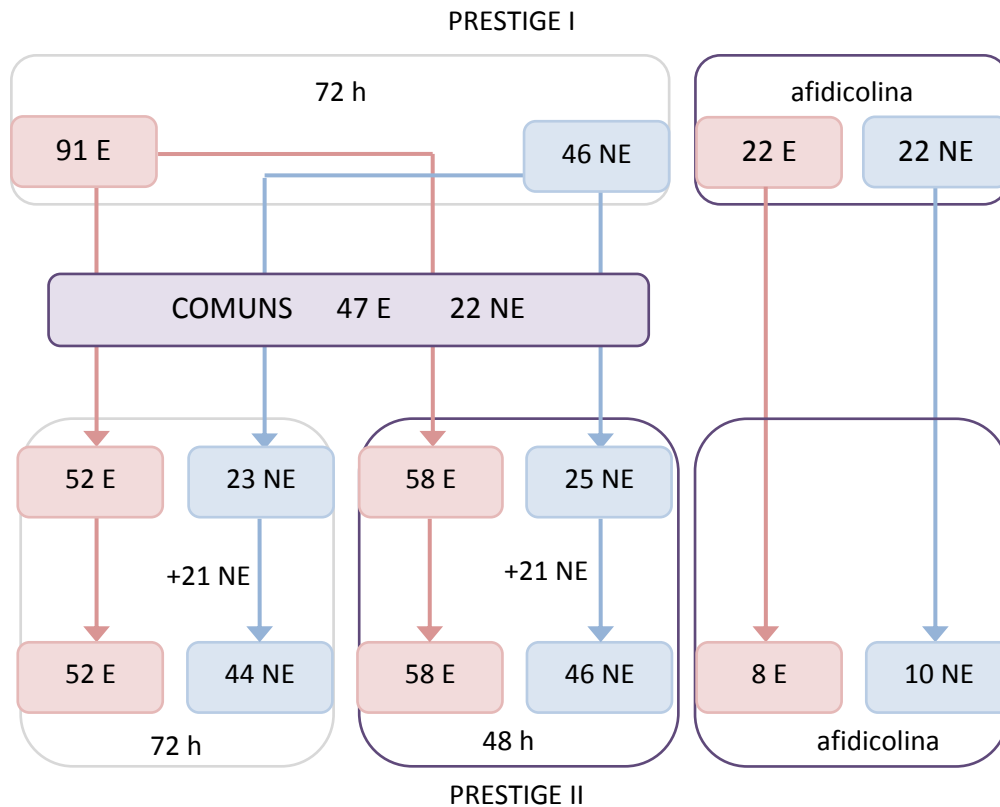 PRESTIGE I
72 h
afidicolina
91 E
46 NE
22 E
22 NE
COMUNS 47 E 22 NE
52 E
23 NE
58 E
25 NE
+21 NE
+21 NE
52 E
44 NE
58 E
46 NE
8 E
10 NE
72 h
48 h
afidicolina
PRESTIGE II